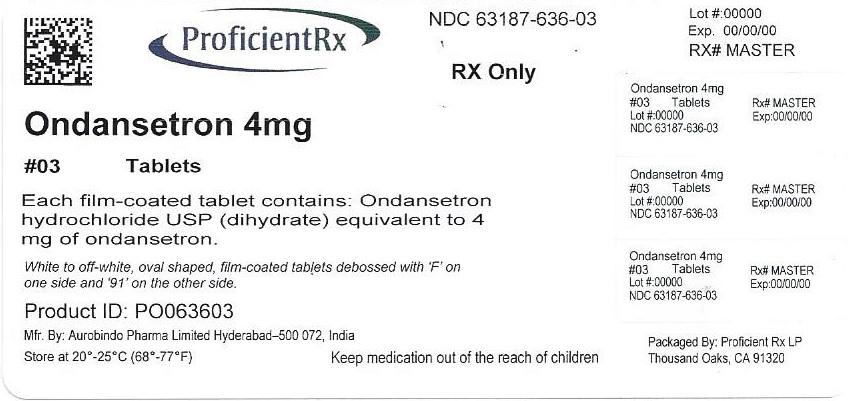 ProficientRx
NDC 63187-636-03
RX Only
Lot #:00000
Exp. 00/00/00
RX# MASTER
Ondansetron 4mg
#03 Tablets
Each film-coated tablet contains: Ondansetron
hydrochloride USP (dihydrate) equivalent to 4
mg of ondansetron.
White to off-white, oval shaped, film-coated tablets debossed with 'F' on
one side and '91' on the other side.
Product ID: PO063603
Mfr. By: Aurobindo Pharma Limited Hyderabad–500 072, India
Store at 20°-25°C (68°-77°F)
Keep medication out of the reach of children
Ondansetron 4mg
#03 Tablets Rx# MASTER
Lot #:00000 Exp:00/00/00
NDC 63187-636-03
Ondansetron 4mg
#03 Tablets Rx# MASTER
Lot #:00000 Exp:00/00/00
NDC 63187-636-03
Ondansetron 4mg
#03 Tablets Rx# MASTER
Lot #:00000 Exp:00/00/00
NDC 63187-636-03
Packaged By: Proficient Rx LP
Thousand Oaks, CA 91320